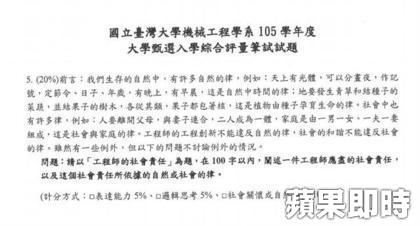 國立臺灣大學機械工程學系 105 學年度
大學甄選入學綜合評量筆試試題
5. (20%)前言:我們生存的自然中,有許多自然的律,例如:天上有光體,可以分晝夜,作記
號,定節令、日子、年歲,有晚上,有早晨,這是自然中時間的律;地要發生青草和結種子的
菜蔬,並結果子的樹木,各從其類,果子都包著核,這是植物由種子孕育生命的律。社會中也
有許多律,例如:人要離開父母,與妻子連合,二人成為一體,家庭是由一男一女、一夫一妻
組成,這是社會與家庭的律。工程師的工程創新不能違反自然的律,社會的和諧不能違反社會
的律。雖然有一些例外,但以下的問題不討論例外的情況。
問題:請以「工程師的社會責任」為題,在 100 字以內,闡述一件工程師應盡的社會責任,
以及這個社會責任所依據的自然或社會的律。
(計分方式:□表達能力 5%、□邏輯思考 5%、□社會關懷或自然
蘋果即時